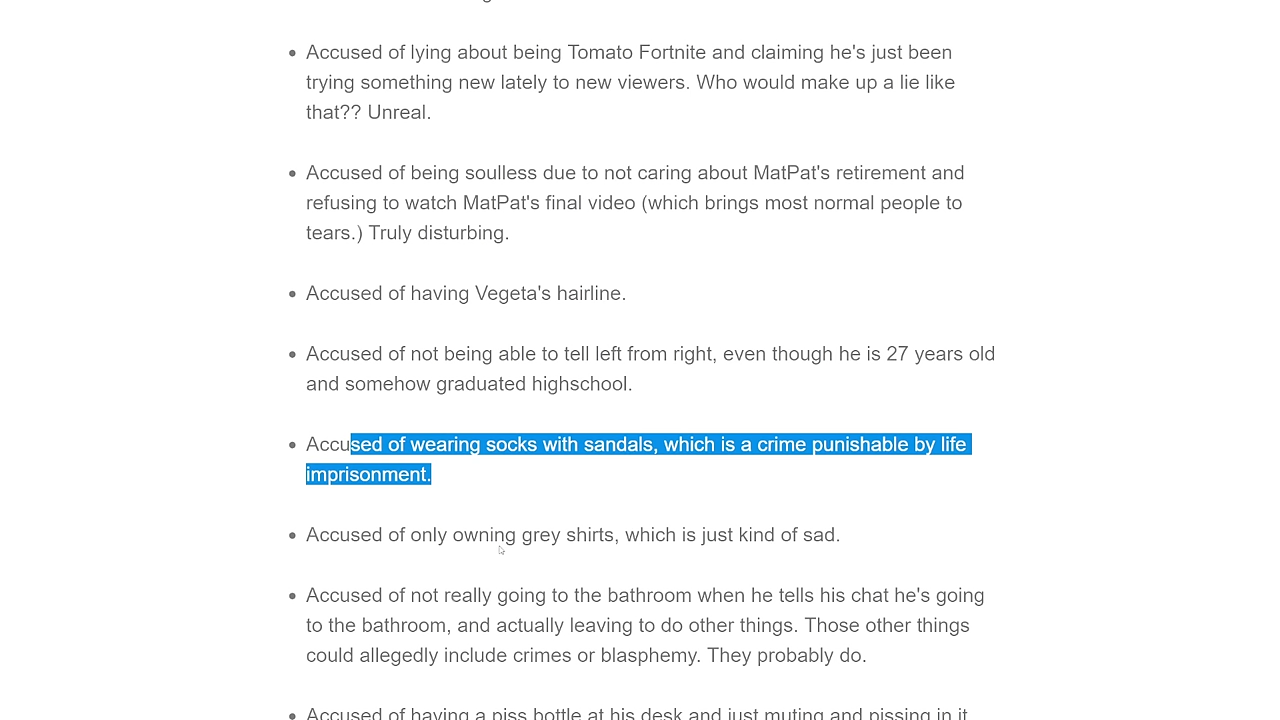 Accused of lying about being Tomato Fortnite and claiming he's just been
trying something new lately to new viewers. Who would make up a lie like
that?? Unreal.
Accused of being soulless due to not caring about MatPat's retirement and
refusing to watch MatPat's final video (which brings most normal people to
tears.) Truly disturbing.
Accused of having Vegeta's hairline.
Accused of not being able to tell left from right, even though he is 27 years old
and somehow graduated highschool.
Accused of wearing socks with sandals, which is a crime punishable by life
imprisonment.
Accused of only owning grey shirts, which is just kind of sad.
Accused of not really going to the bathroom when he tells his chat he's going
to the bathroom, and actually leaving to do other things. Those other things
could allegedly include crimes or blasphemy. They probably do.
Accused of having a piss bottle at his desk and just muting and pissing in it